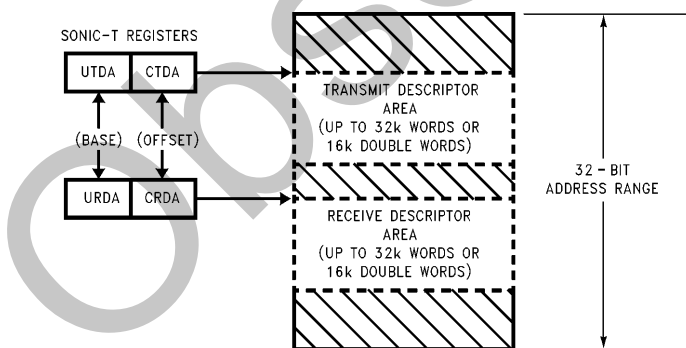 SONIC-T REGISTERS
UTDA CTDA
(BASE) (OFFSET)
URDA CRDA
TRANSMIT DESCRIPTOR
AREA
(UP TO 32k WORDS OR
16k DOUBLE WORDS)
RECEIVE DESCRIPTOR
AREA
(UP TO 32k WORDS OR
16k DOUBLE WORDS)
32-BIT
ADDRESS RANGE